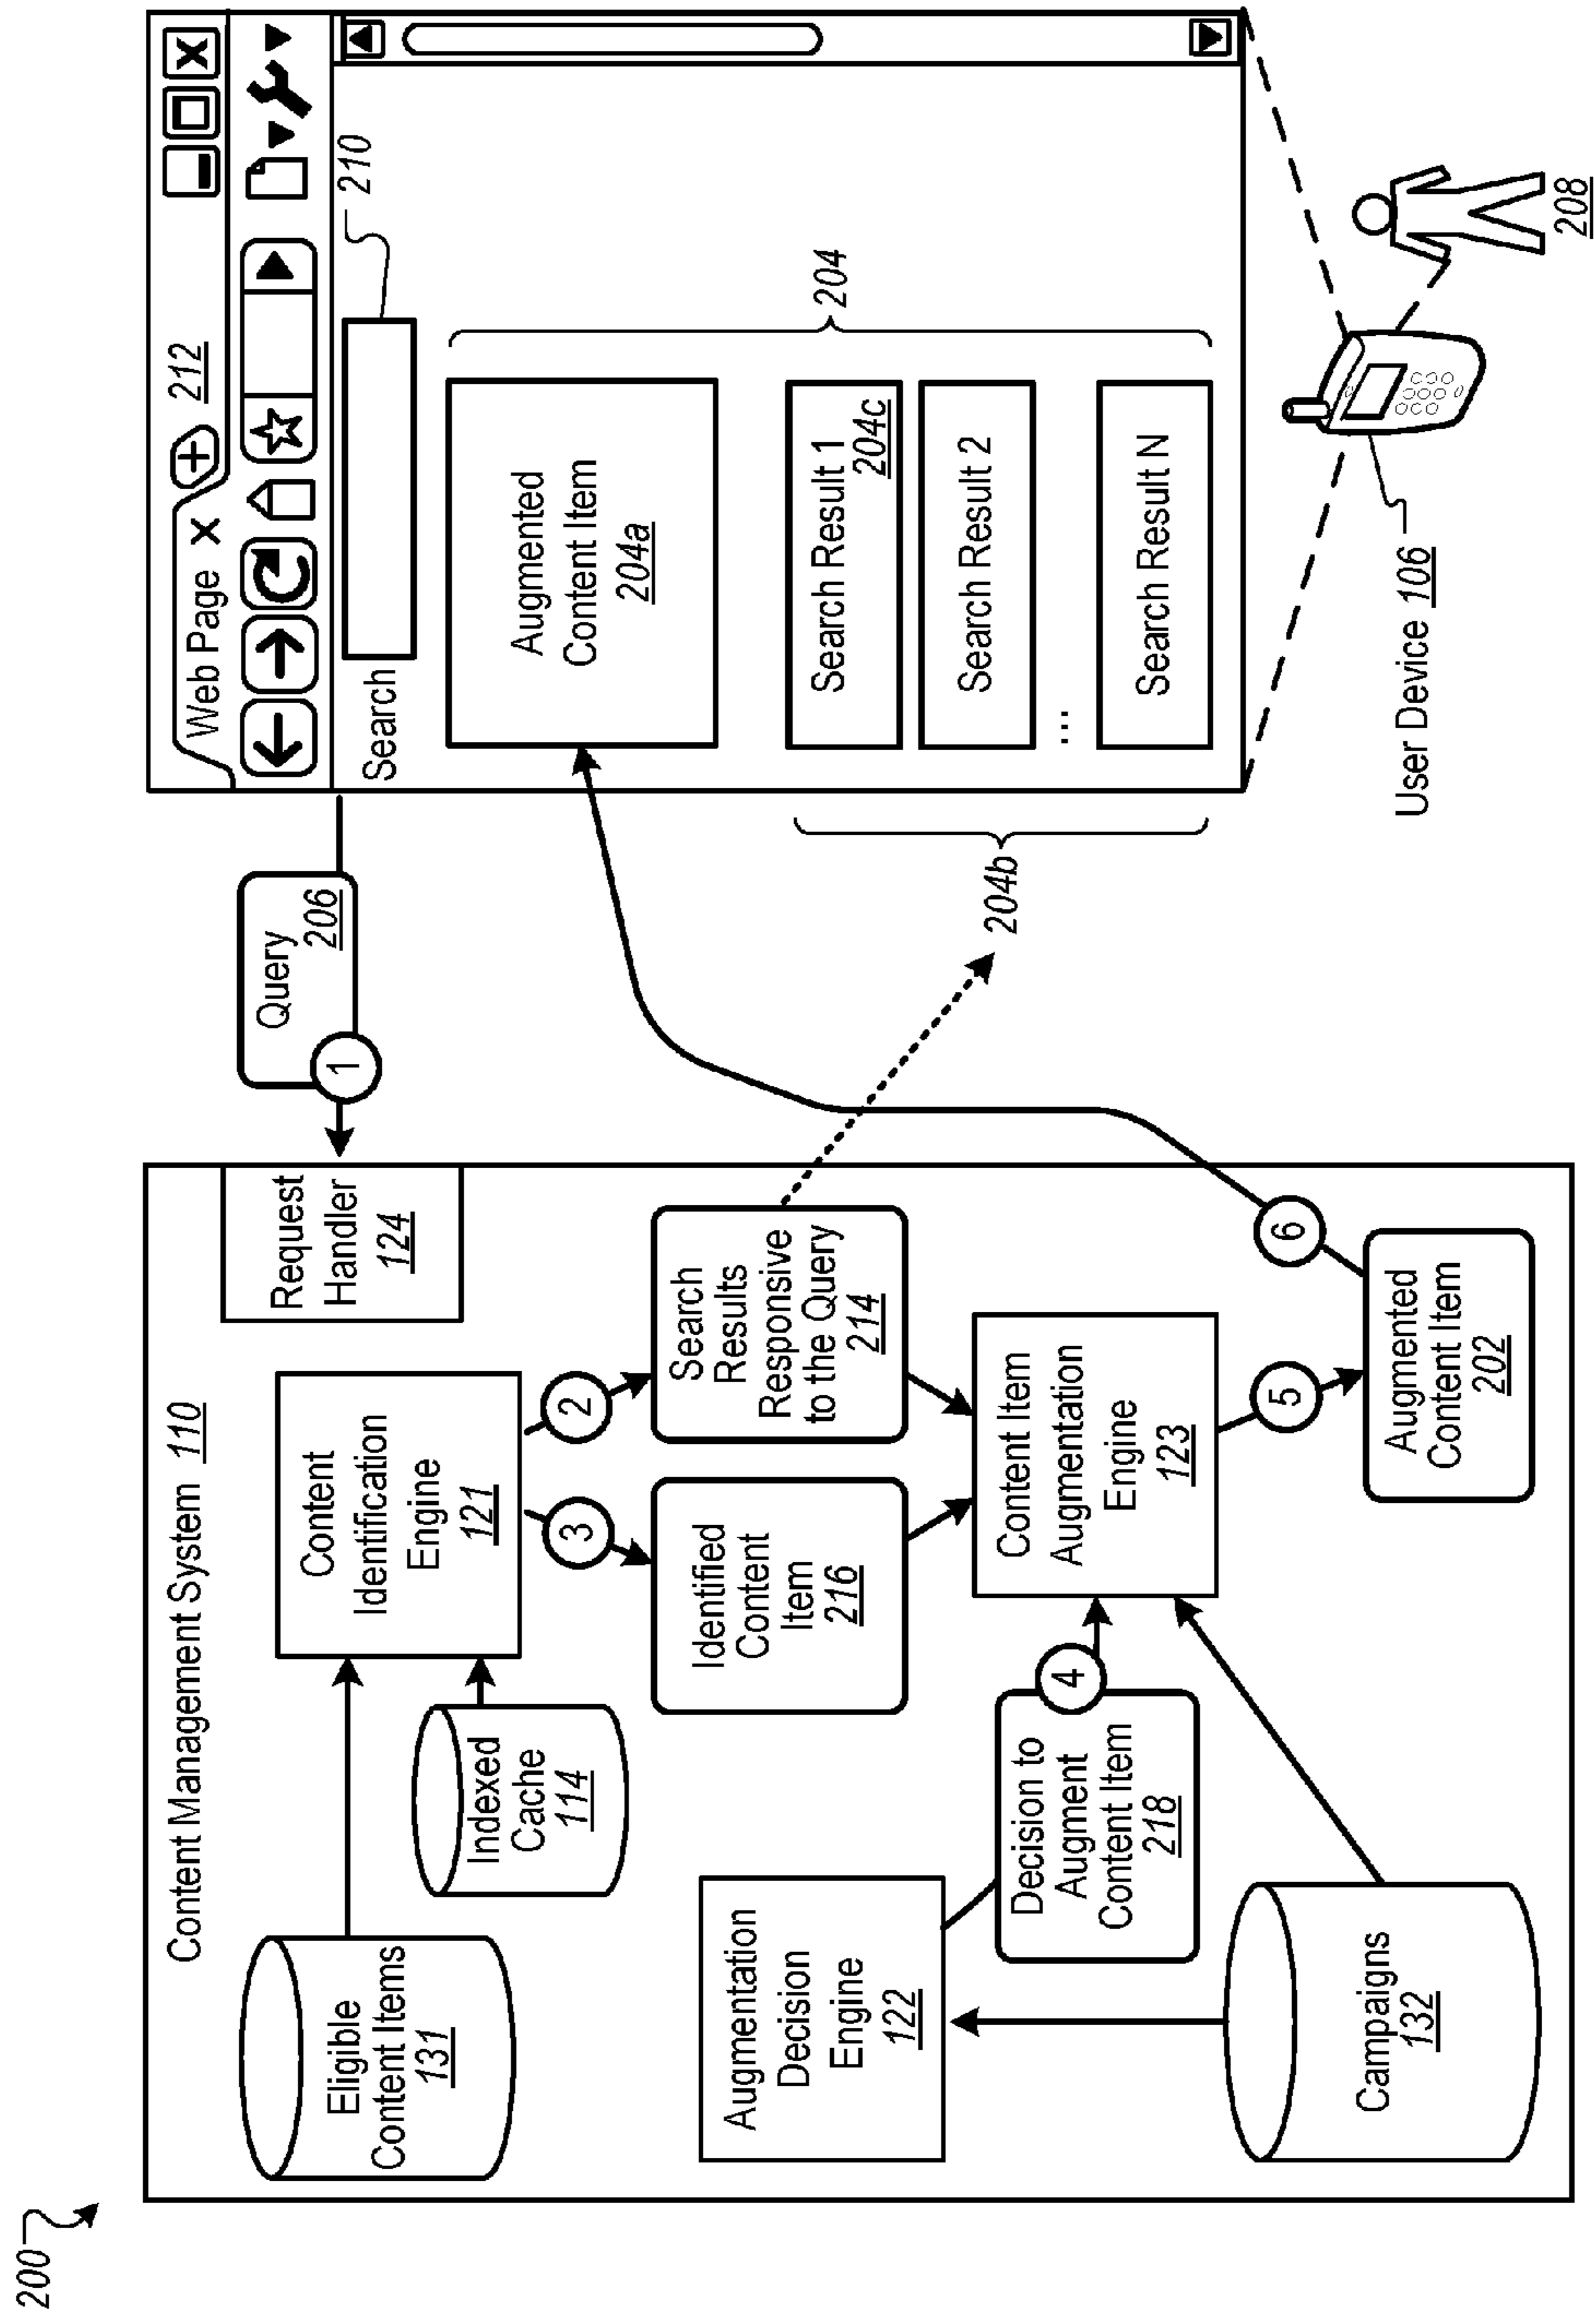 200
Content Management System 110
Eligible
Content Items
131
Indexed
Cache
114
Content
Identification
Engine
121
Request
Handler
124
1
Query
206
2
3
Search
Results
Responsive
to the Query
214
Identified
Content
Item
216
Augmentation
Decision
Engine
122
Decision to
Augment
Content Item
218
4
Content Item
Augmentation
Engine
123
Campaigns
132
5
Augmented
Content Item
202
6
Web Page X
212
X
Search
210
Augmented
Content Item
204a
204
Search Result 1
204c
Search Result 2
...
Search Result N
204b
User Device 106
208